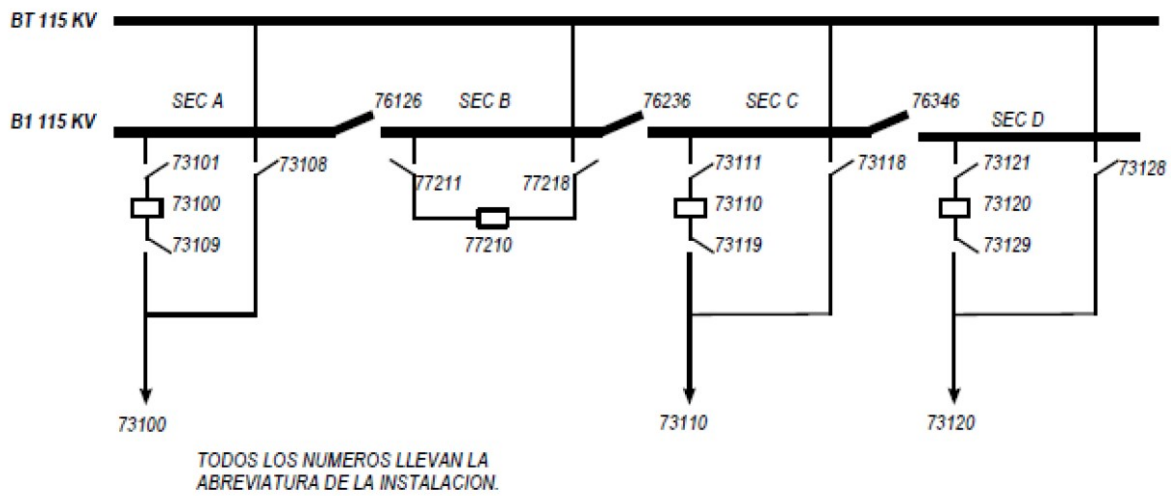 BT 115 KV
SEC A
76126
SEC B
76236
SEC C
76346
B1 115 KV
SEC D
73101
73108
77211
77218
73111
73118
73121
73128
73100
73110
73120
77210
73109
73119
73129
73100
73110
73120
TODOS LOS NUMEROS LLEVAN LA
ABREVIATURA DE LA INSTALACION.